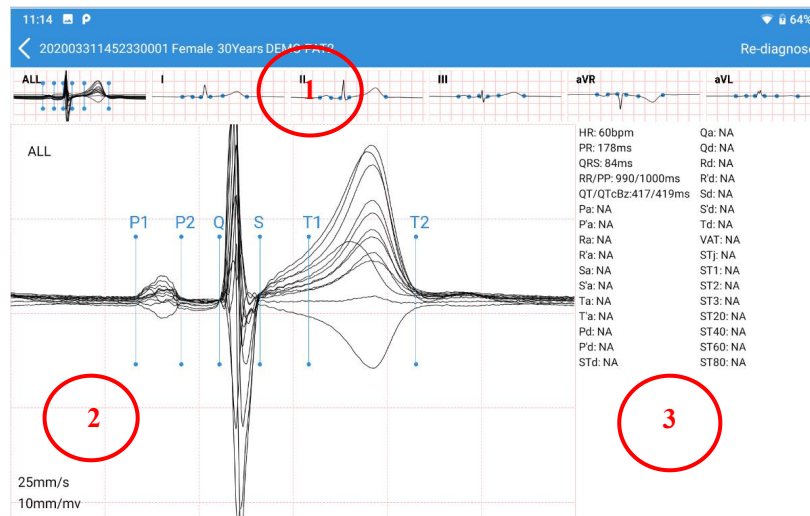 11:14 P 64%
202003311452330001 Female 30Years DEMO PAT2 Re-diagnose
ALL I II III aVR aVL
1
ALL
P1 P2 Q S T1 T2
HR: 60bpm Qa: NA
PR: 178ms Qd: NA
QRS: 84ms Rd: NA
RR/PP: 990/1000ms R'd: NA
QT/QTcBz:417/419ms Sd: NA
Pa: NA S'd: NA
P'a: NA Td: NA
Ra: NA VAT: NA
R'a: NA STj: NA
Sa: NA ST1: NA
S'a: NA ST2: NA
Ta: NA ST3: NA
T'a: NA ST20: NA
Pd: NA ST40: NA
P'd: NA ST60: NA
STd: NA ST80: NA
2
3
25mm/s
10mm/mv